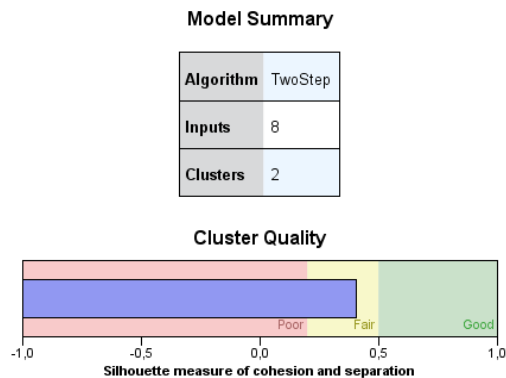 Model Summary
Algorithm TwoStep
Inputs 8
Clusters 2
Cluster Quality
Poor Fair Good
-1,0 -0,5 0,0 0,5 1,0
Silhouette measure of cohesion and separation